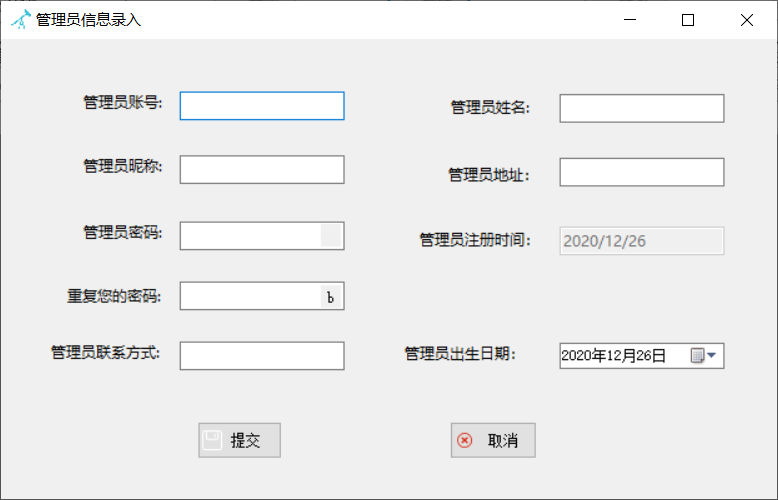 管理员信息录入
管理员账号:
管理员姓名:
管理员昵称:
管理员地址:
管理员密码:
管理员注册时间:
2020/12/26
重复您的密码:
b
管理员联系方式:
管理员出生日期:
2020年12月26日
提交
取消